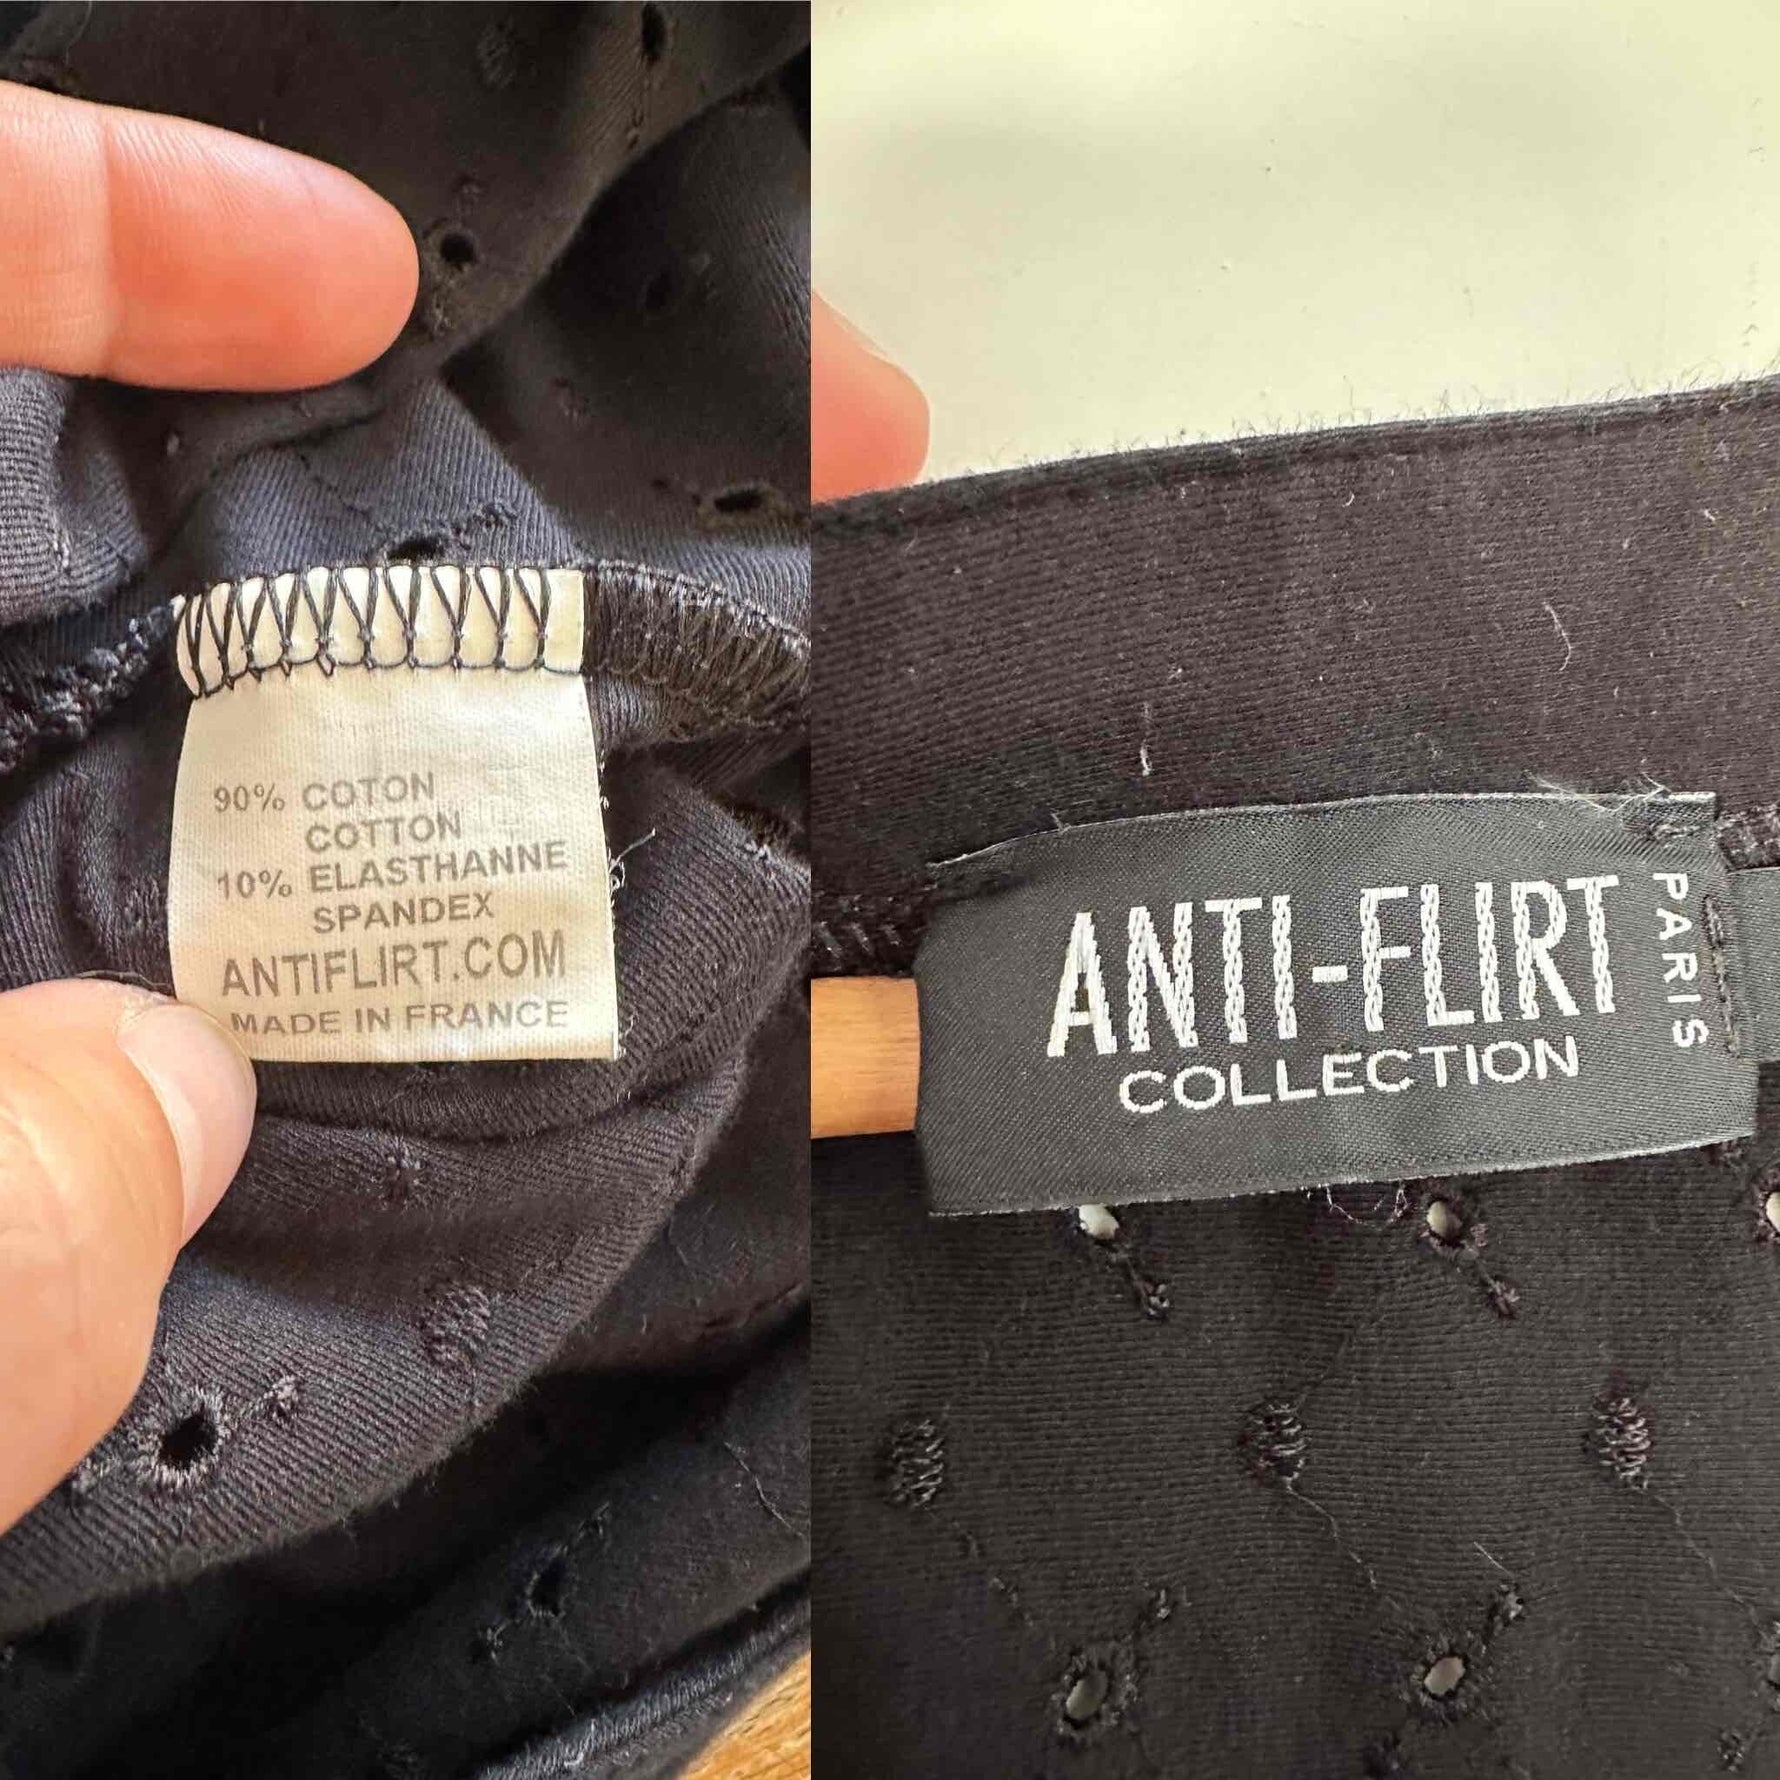 90% COTON
COTTON
10% ELASTHANNE
SPANDEX
ANTIFLIRT.COM
MADE IN FRANCE
ANTI-FLIRT
PARIS
COLLECTION